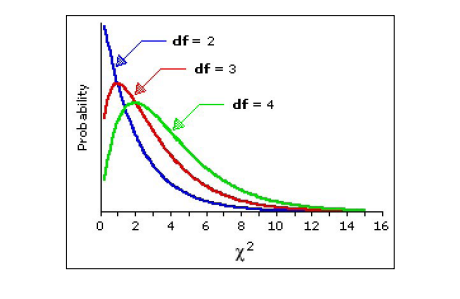 df = 2
df = 3
df = 4
Probability
0 2 4 6 8 10 12 14 16
χ²